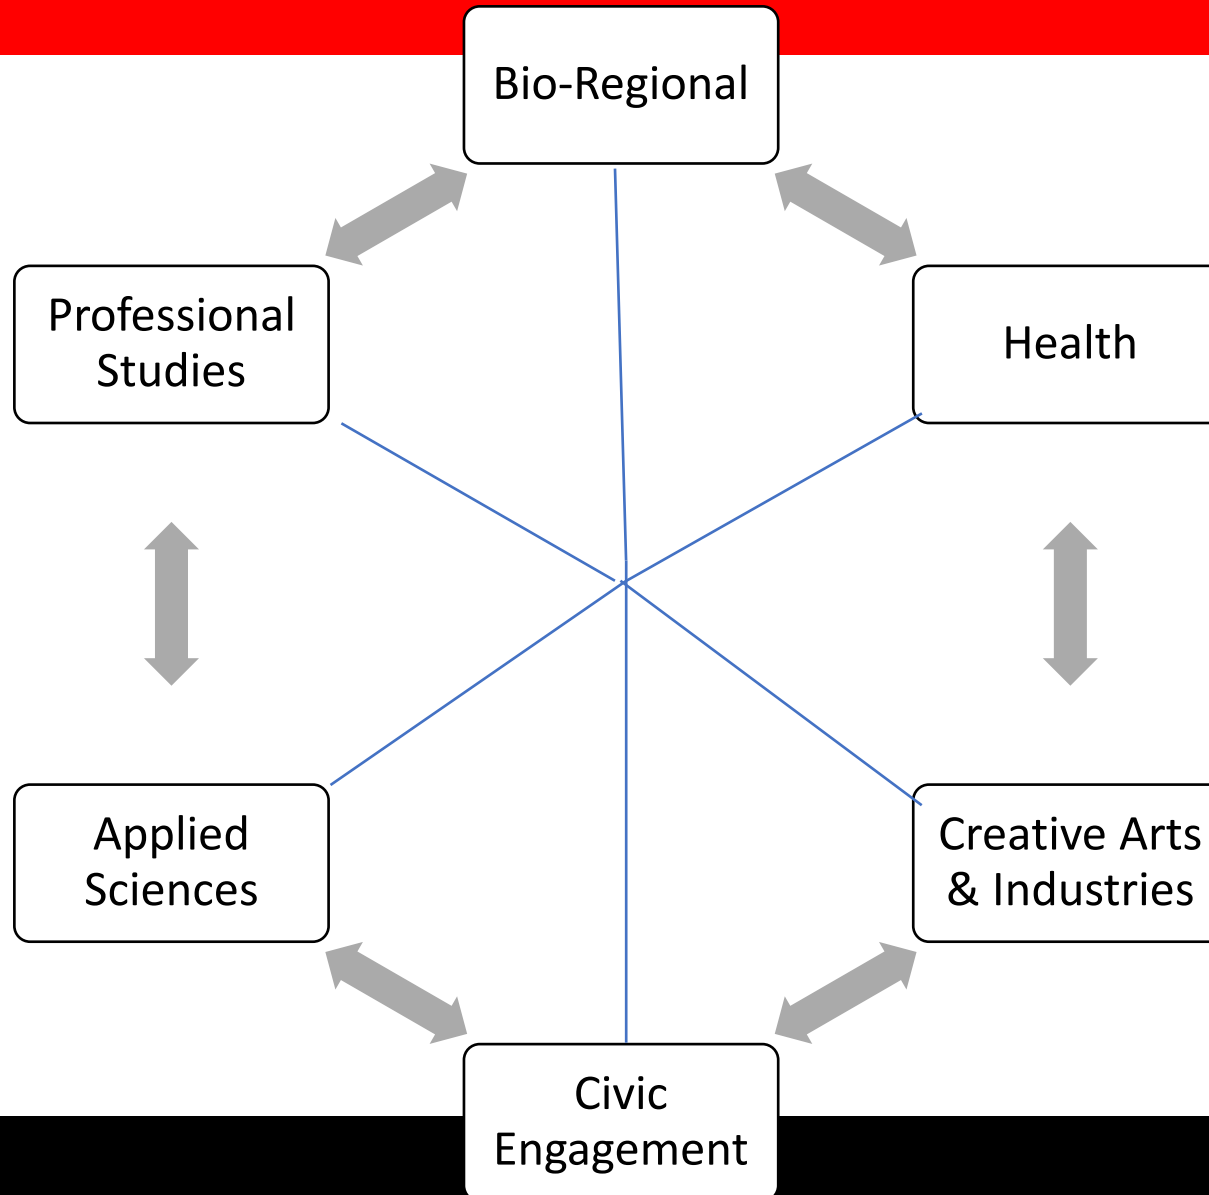 Bio-Regional
Professional
Studies
Health
Applied
Sciences
Creative Arts
& Industries
Civic
Engagement